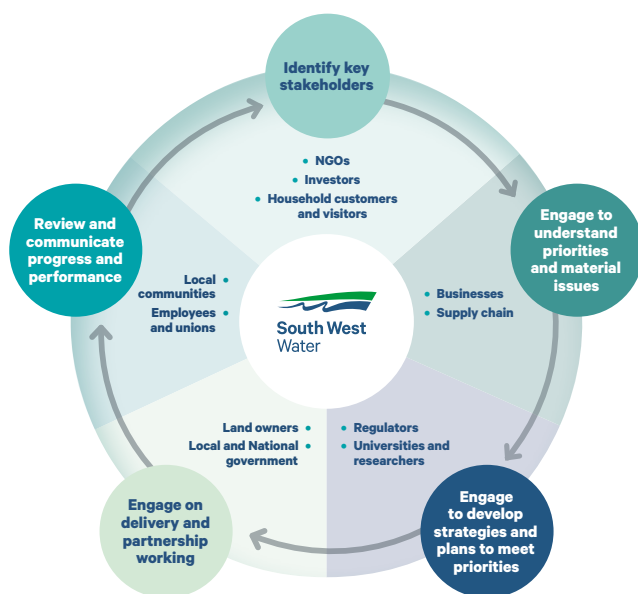 Identify key
stakeholders
• NGOs
• Investors
• Household customers
and visitors
Engage to
understand
priorities
and material
issues
• Businesses
• Supply chain
• Regulators
• Universities and
researchers
Engage
to develop
strategies and
plans to meet
priorities
Land owners •
Local and National •
government
Engage on
delivery and
partnership
working
Local •
communities
Employees •
and unions
Review and
communicate
progress and
performance
South West
Water